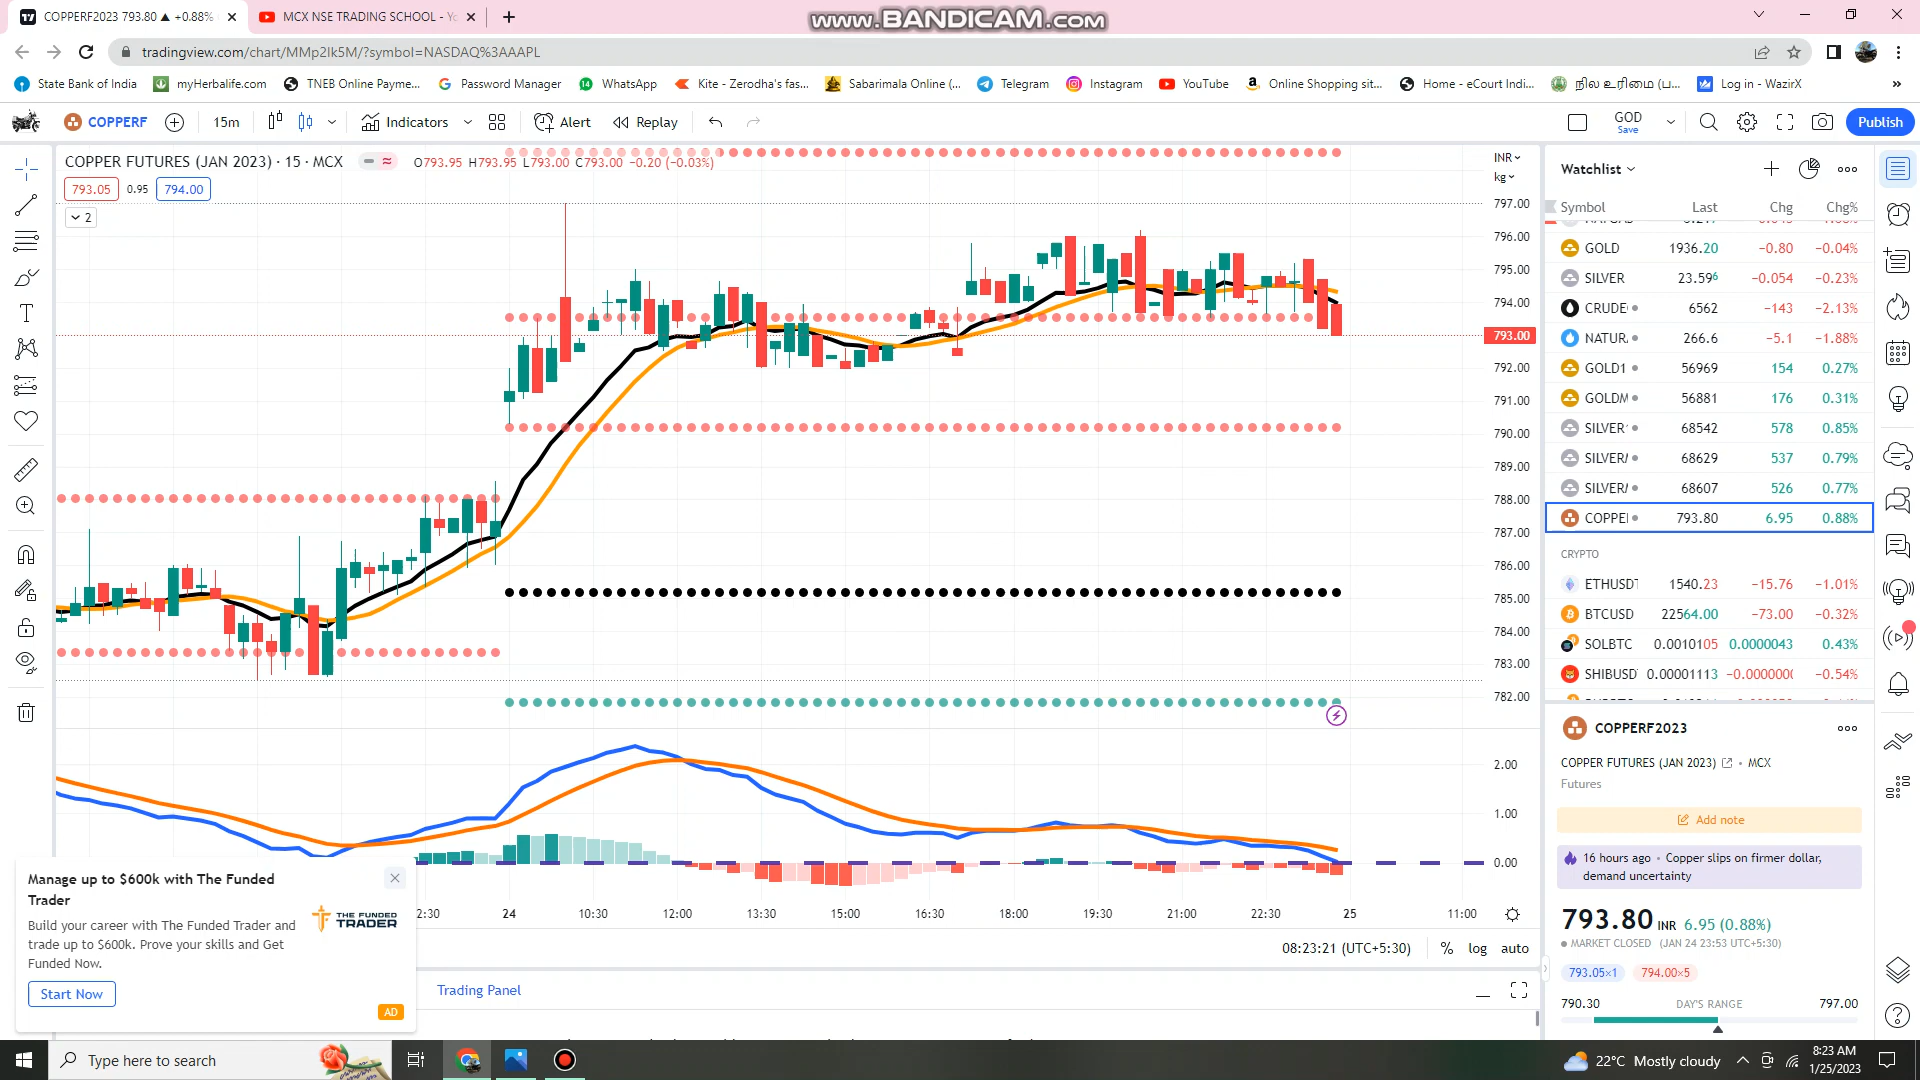 COPPERF2023 793.80 ▲ +0.88%
MCX NSE TRADING SCHOOL - Yo
www.BANDICAM.com
tradingview.com/chart/MMp2Ik5M/?symbol=NASDAQ%3AAAPL
State Bank of India
myHerbalife.com
TNEB Online Payme...
Password Manager
WhatsApp
Kite - Zerodha's fas...
Sabarimala Online (...
Telegram
Instagram
YouTube
Online Shopping sit...
Home - eCourt Indi...
நில உரிமை (ப...
Log in - WazirX
»
COPPERF
15m
Indicators
Alert
Replay
GOD
Save
Publish
COPPER FUTURES (JAN 2023) · 15 · MCX
O793.95 H793.95 L793.00 C793.00 −0.20 (−0.03%)
793.05
0.95
794.00
2
INR
kg
797.00
796.00
795.00
794.00
793.00
792.00
791.00
790.00
789.00
788.00
787.00
786.00
785.00
784.00
783.00
782.00
2.00
1.00
0.00
2:30
24
10:30
12:00
13:30
15:00
16:30
18:00
19:30
21:00
22:30
25
11:00
08:23:21 (UTC+5:30)
%
log
auto
Trading Panel
Manage up to $600k with The Funded
Trader
Build your career with The Funded Trader and
trade up to $600k. Prove your skills and Get
Funded Now.
THE FUNDED
TRADER
Start Now
AD
Watchlist
Symbol Last Chg Chg%
GOLD 1936.20 −0.80 −0.04%
SILVER 23.596 −0.054 −0.23%
CRUDE 6562 −143 −2.13%
NATUR. 266.6 −5.1 −1.88%
GOLD1 56969 154 0.27%
GOLDM 56881 176 0.31%
SILVER 68542 578 0.85%
SILVERM 68629 537 0.79%
SILVERM 68607 526 0.77%
COPPEI 793.80 6.95 0.88%
CRYPTO
ETHUSDT 1540.23 −15.76 −1.01%
BTCUSD 22564.00 −73.00 −0.32%
SOLBTC 0.0010105 0.0000043 0.43%
SHIBUSD 0.00001113 −0.0000000 −0.54%
COPPERF2023
COPPER FUTURES (JAN 2023) • MCX
Futures
Add note
16 hours ago • Copper slips on firmer dollar,
demand uncertainty
793.80 INR 6.95 (0.88%)
MARKET CLOSED (JAN 24 23:53 UTC+5:30)
793.05×1
794.00×5
790.30 DAY'S RANGE 797.00
Type here to search
22°C Mostly cloudy
8:23 AM
1/25/2023